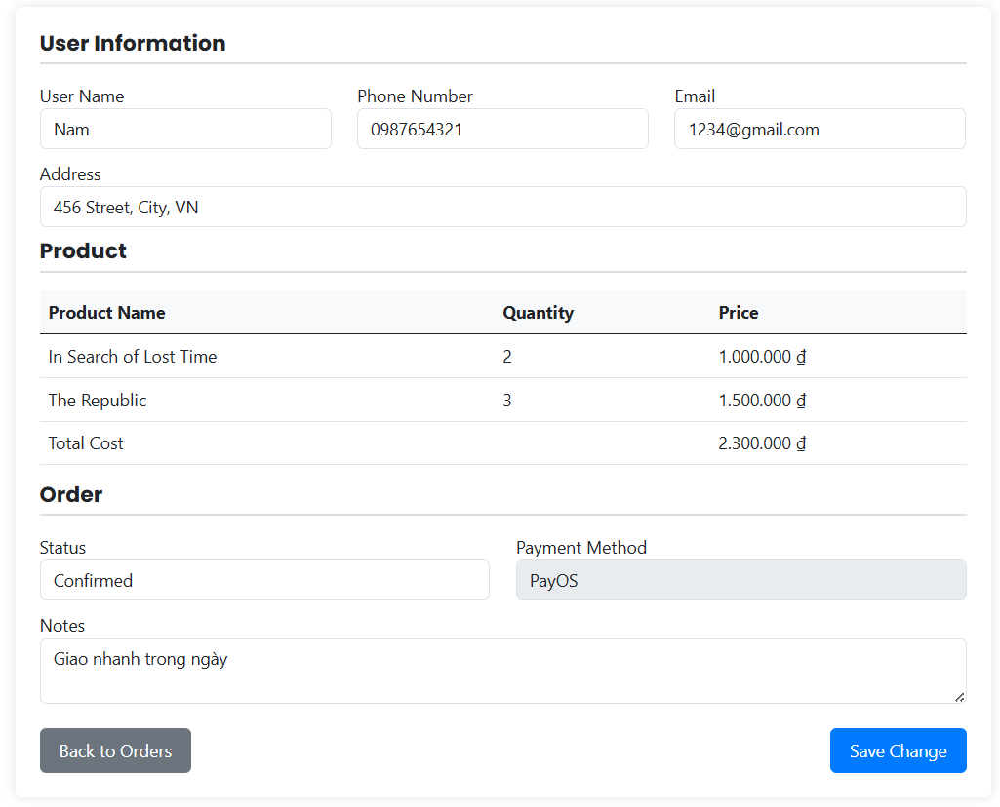 User Information
User Name Phone Number Email
Nam 0987654321 1234@gmail.com
Address
456 Street, City, VN
Product
Product Name Quantity Price
In Search of Lost Time 2 1.000.000 ₫
The Republic 3 1.500.000 ₫
Total Cost 2.300.000 ₫
Order
Status Payment Method
Confirmed PayOS
Notes
Giao nhanh trong ngày
Back to Orders Save Change